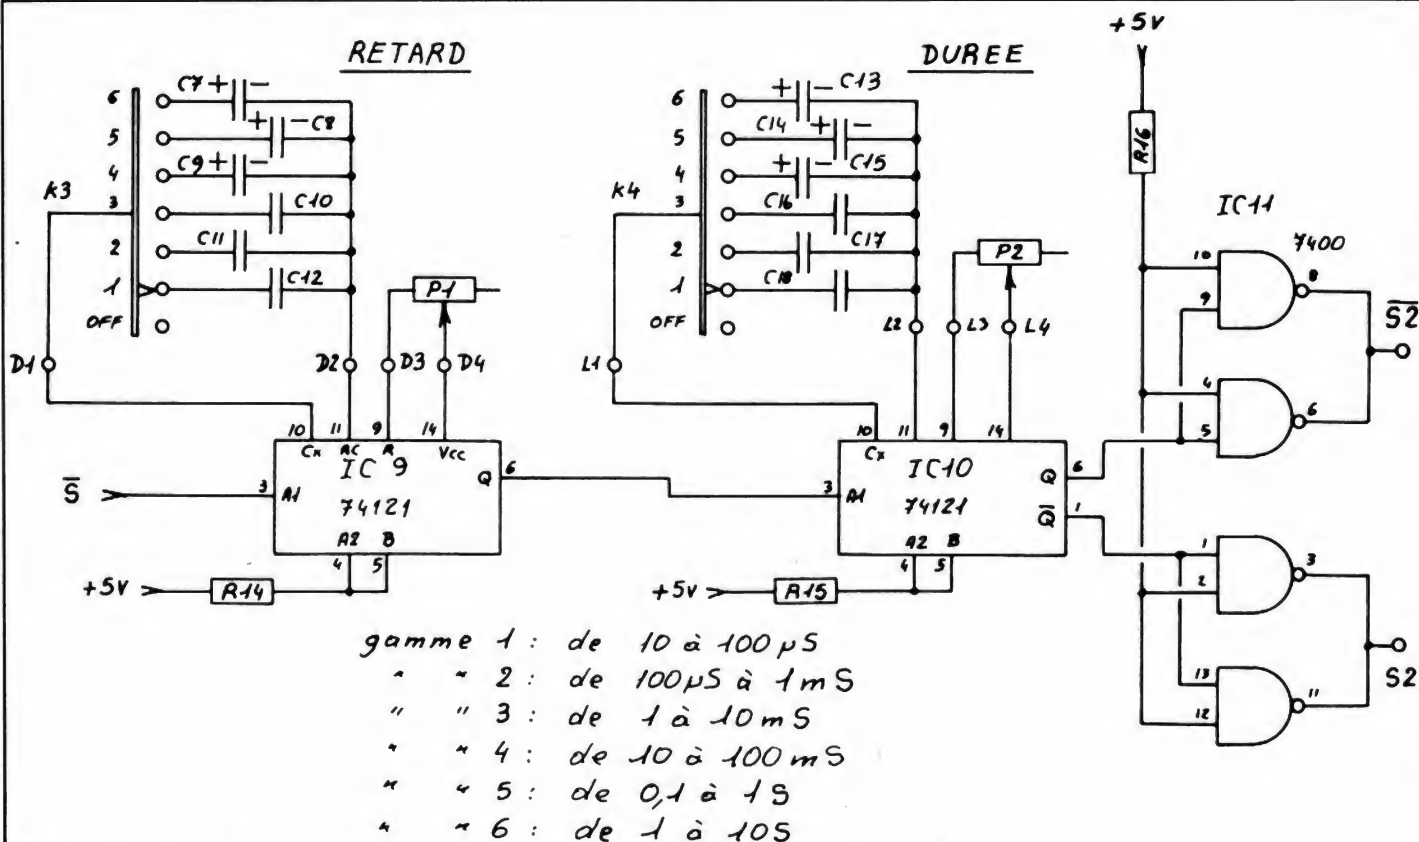 RETARD
DUREE
+5v
6
C7 + -
5
+ - C8
4
C9 + -
K3
3
C10
2
C11
1
C12
OFF
P1
D1
D2
D3
D4
6
+ - C13
5
C14 + -
4
+ - C15
K4
3
C16
2
C17
1
C18
OFF
P2
L1
L2
L3
L4
R16
IC11
7400
10
9
8
4
5
6
S2
1
2
3
13
12
11
S2
10 11 9 14
Cx RC R Vcc
IC 9
74121
S
3 A1
Q 6
A2 B
4 5
+5v R14
10 11 9 14
Cx
IC10
74121
3 A1
Q 6
Q 1
A2 B
4 5
+5v R15
gamme 1 : de 10 à 100 µS
" " 2 : de 100µS à 1mS
" " 3 : de 1 à 10mS
" " 4 : de 10 à 100mS
" " 5 : de 0,1 à 1S
" " 6 : de 1 à 10S